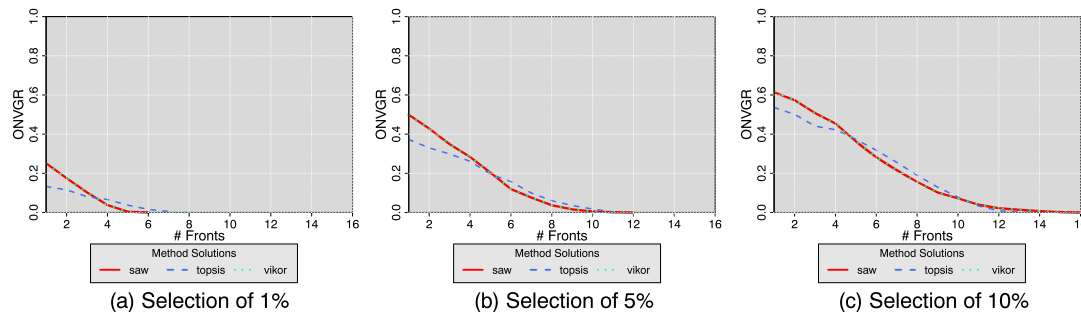 1.0
0.8
0.6
0.4
0.2
0.0
ONVGR
2 4 6 8 10 12 14 16
# Fronts
Method Solutions
saw topsis vikor
(a) Selection of 1%
1.0
0.8
0.6
0.4
0.2
0.0
ONVGR
2 4 6 8 10 12 14 16
# Fronts
Method Solutions
saw topsis vikor
(b) Selection of 5%
1.0
0.8
0.6
0.4
0.2
0.0
ONVGR
2 4 6 8 10 12 14 16
# Fronts
Method Solutions
saw topsis vikor
(c) Selection of 10%